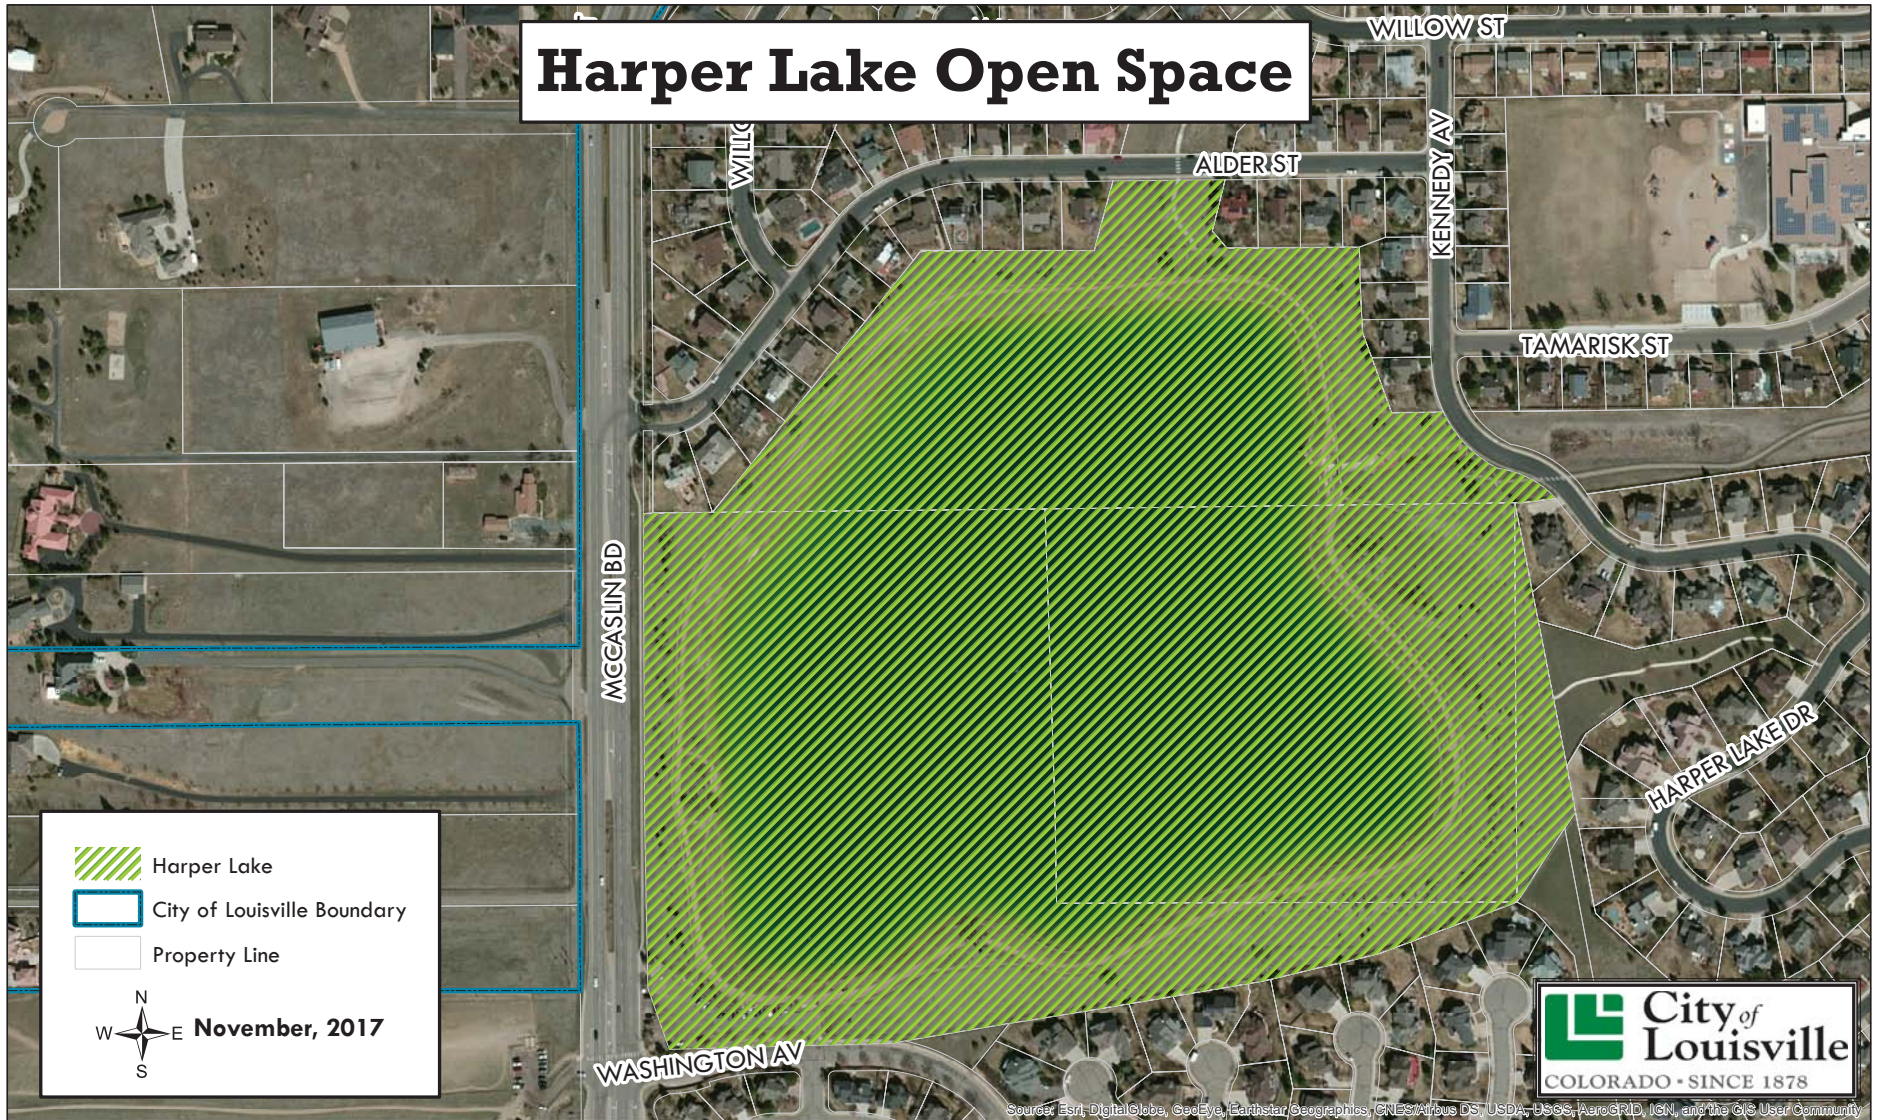 Harper Lake Open Space
WILLOW ST
ALDER ST
KENNEDY AV
TAMARISK ST
MCCASLIN BD
HARPER LAKE DR
WASHINGTON AV
Harper Lake
City of Louisville Boundary
Property Line
N
W E
S
November, 2017
City of
Louisville
COLORADO • SINCE 1878
Source: Esri, DigitalGlobe, GeoEye, Earthstar Geographics, CNES/Airbus DS, USDA, USGS, AeroGRID, IGN, and the GIS User Community